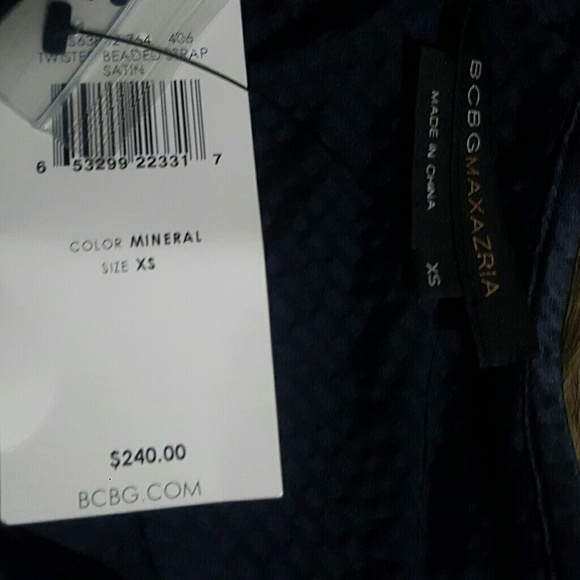 406
TWISTED BEADED STRAP
SATIN
6 53299 22331 7
COLOR MINERAL
SIZE XS
$240.00
BCBG.COM
BCBGMAXAZRIA
MADE IN CHINA
XS